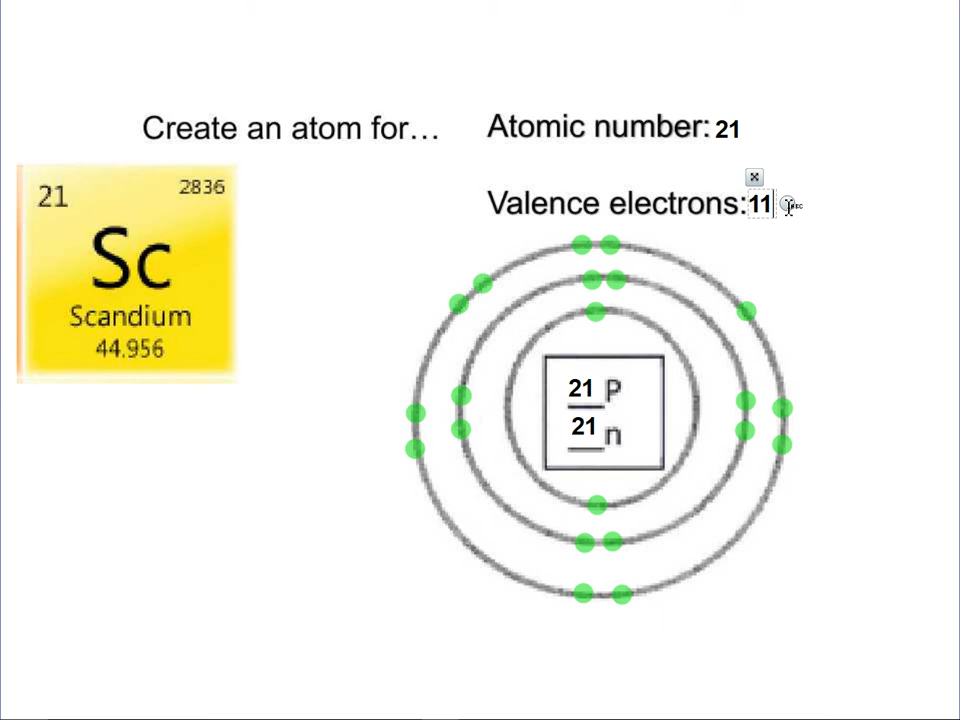 Create an atom for…
Atomic number: 21
21
2836
Sc
Scandium
44.956
Valence electrons: 11
21 P
21 n